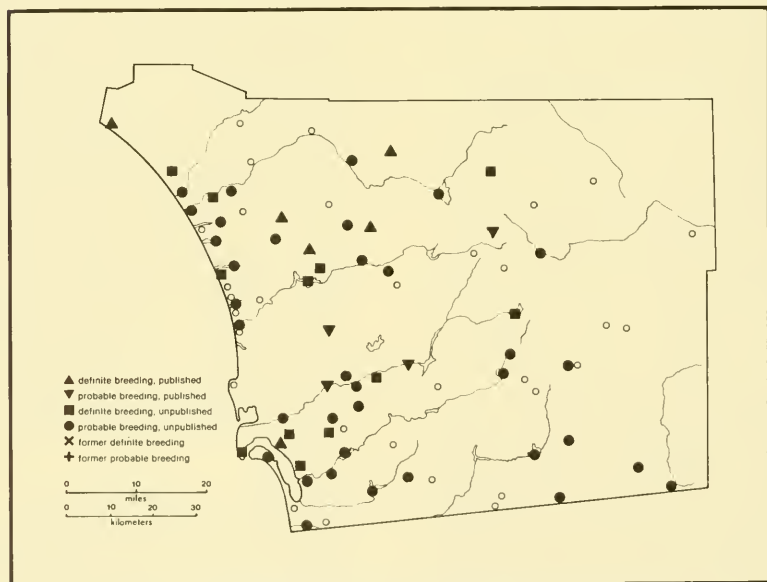 definite breeding, published
probable breeding, published
definite breeding, unpublished
probable breeding, unpublished
former definite breeding
former probable breeding
0 10 20
miles
0 10 20 30
kilometers